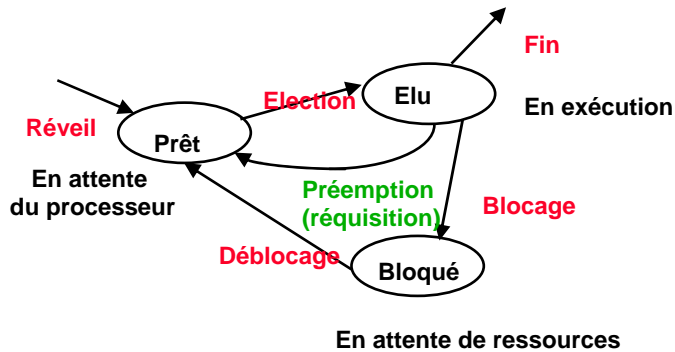 Fin
Réveil
Election
Elu
En exécution
Prêt
En attente
du processeur
Préemption
(réquisition)
Blocage
Déblocage
Bloqué
En attente de ressources